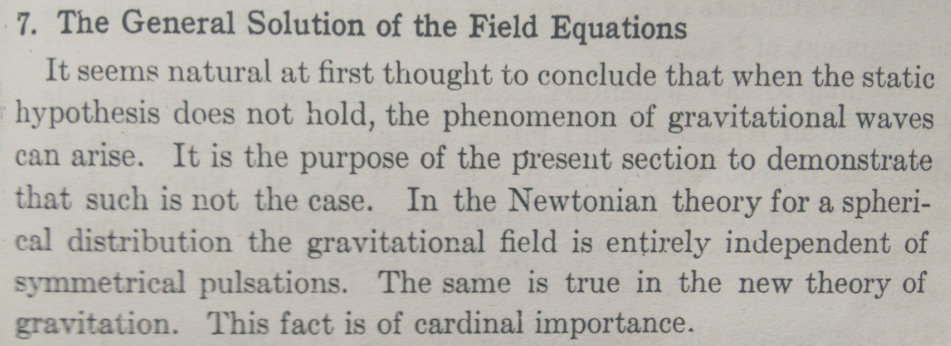 7. The General Solution of the Field Equations
It seems natural at first thought to conclude that when the static
hypothesis does not hold, the phenomenon of gravitational waves
can arise. It is the purpose of the present section to demonstrate
that such is not the case. In the Newtonian theory for a spheri-
cal distribution the gravitational field is entirely independent of
symmetrical pulsations. The same is true in the new theory of
gravitation. This fact is of cardinal importance.